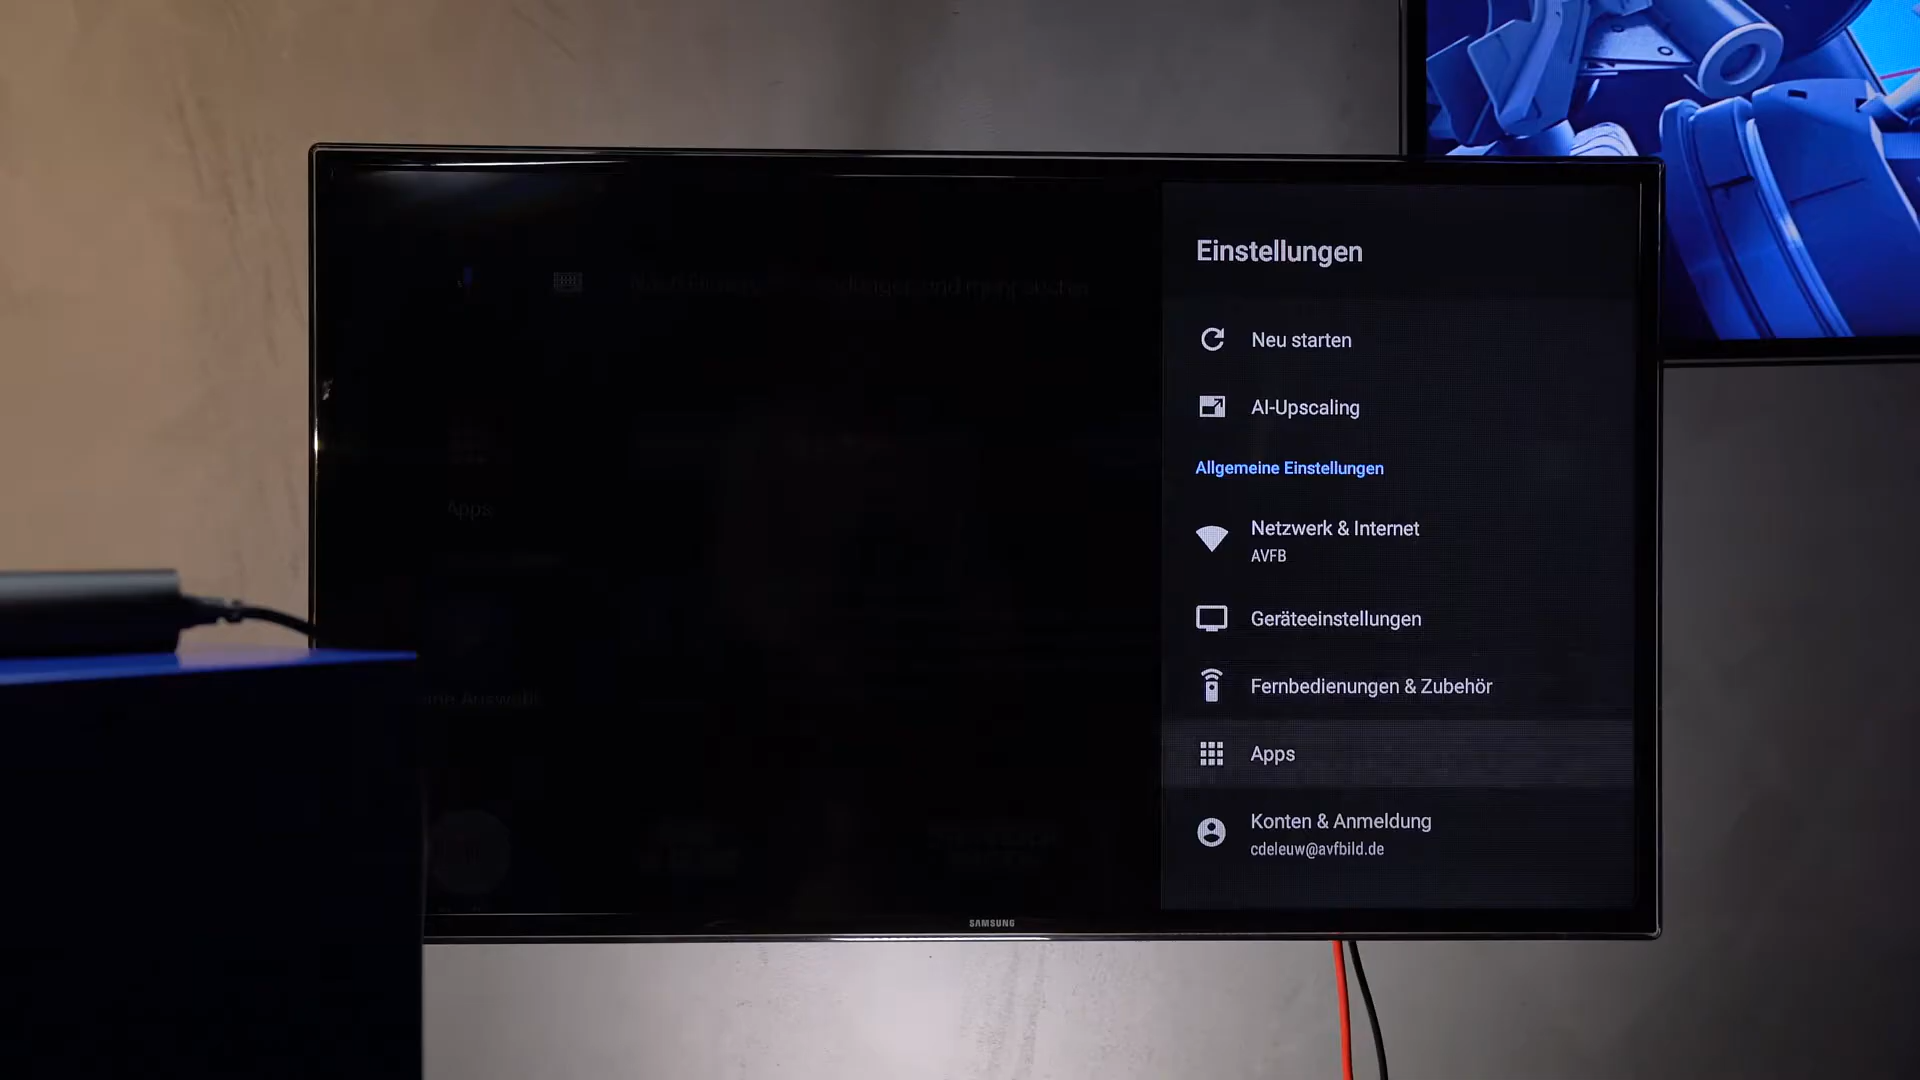 Einstellungen
Neu starten
AI-Upscaling
Allgemeine Einstellungen
Netzwerk & Internet
AVFB
Geräteeinstellungen
Fernbedienungen & Zubehör
Apps
Konten & Anmeldung
cdeleuw@avfbild.de
Apps
SAMSUNG